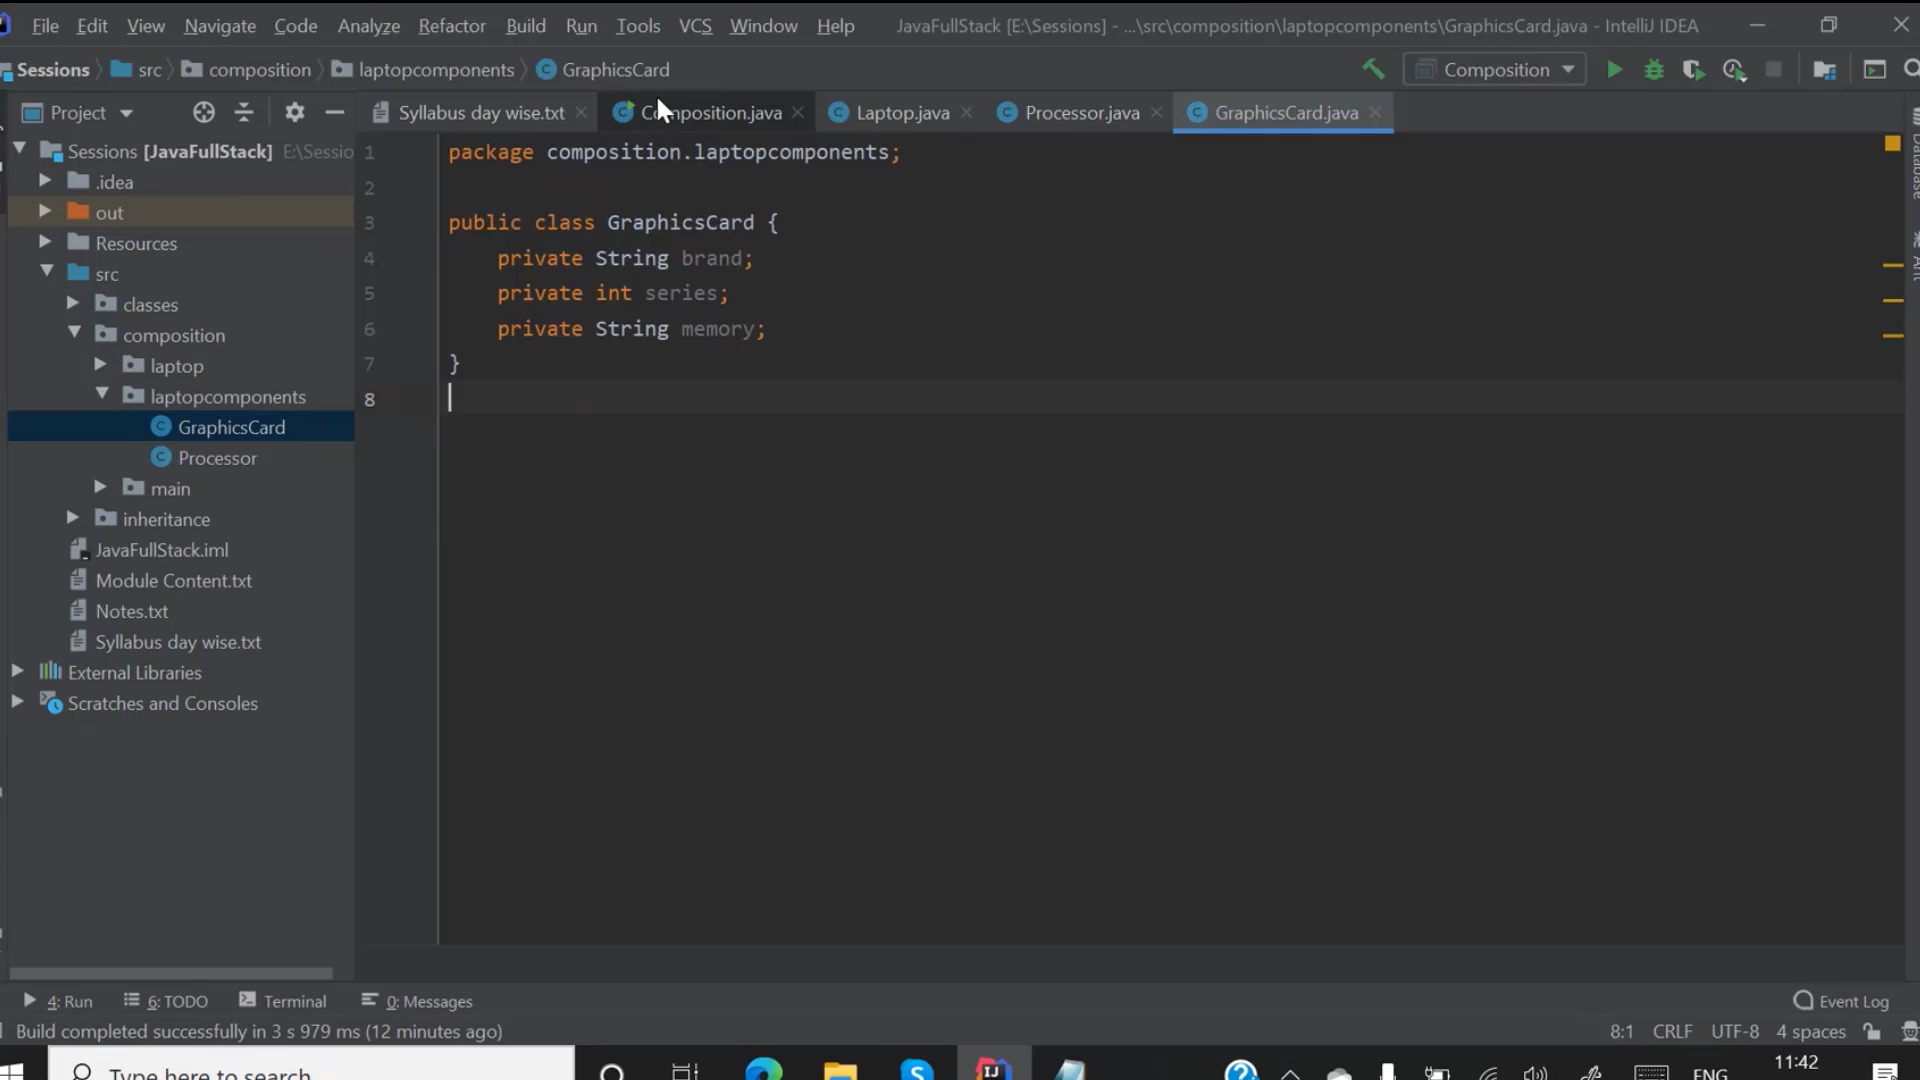 File Edit View Navigate Code Analyze Refactor Build Run Tools VCS Window Help JavaFullStack [E:\Sessions] - ...\src\composition\laptopcomponents\GraphicsCard.java - IntelliJ IDEA
Sessions src composition laptopcomponents GraphicsCard Composition
Project Syllabus day wise.txt Composition.java Laptop.java Processor.java GraphicsCard.java
Sessions [JavaFullStack] E:\Sessio
.idea
out
Resources
src
classes
composition
laptop
laptopcomponents
GraphicsCard
Processor
main
inheritance
JavaFullStack.iml
Module Content.txt
Notes.txt
Syllabus day wise.txt
External Libraries
Scratches and Consoles
1 package composition.laptopcomponents;
2
3 public class GraphicsCard {
4 private String brand;
5 private int series;
6 private String memory;
7 }
8
Database
Ant
4: Run 6: TODO Terminal 0: Messages Event Log
Build completed successfully in 3 s 979 ms (12 minutes ago) 8:1 CRLF UTF-8 4 spaces
Type here to search ENG 11:42